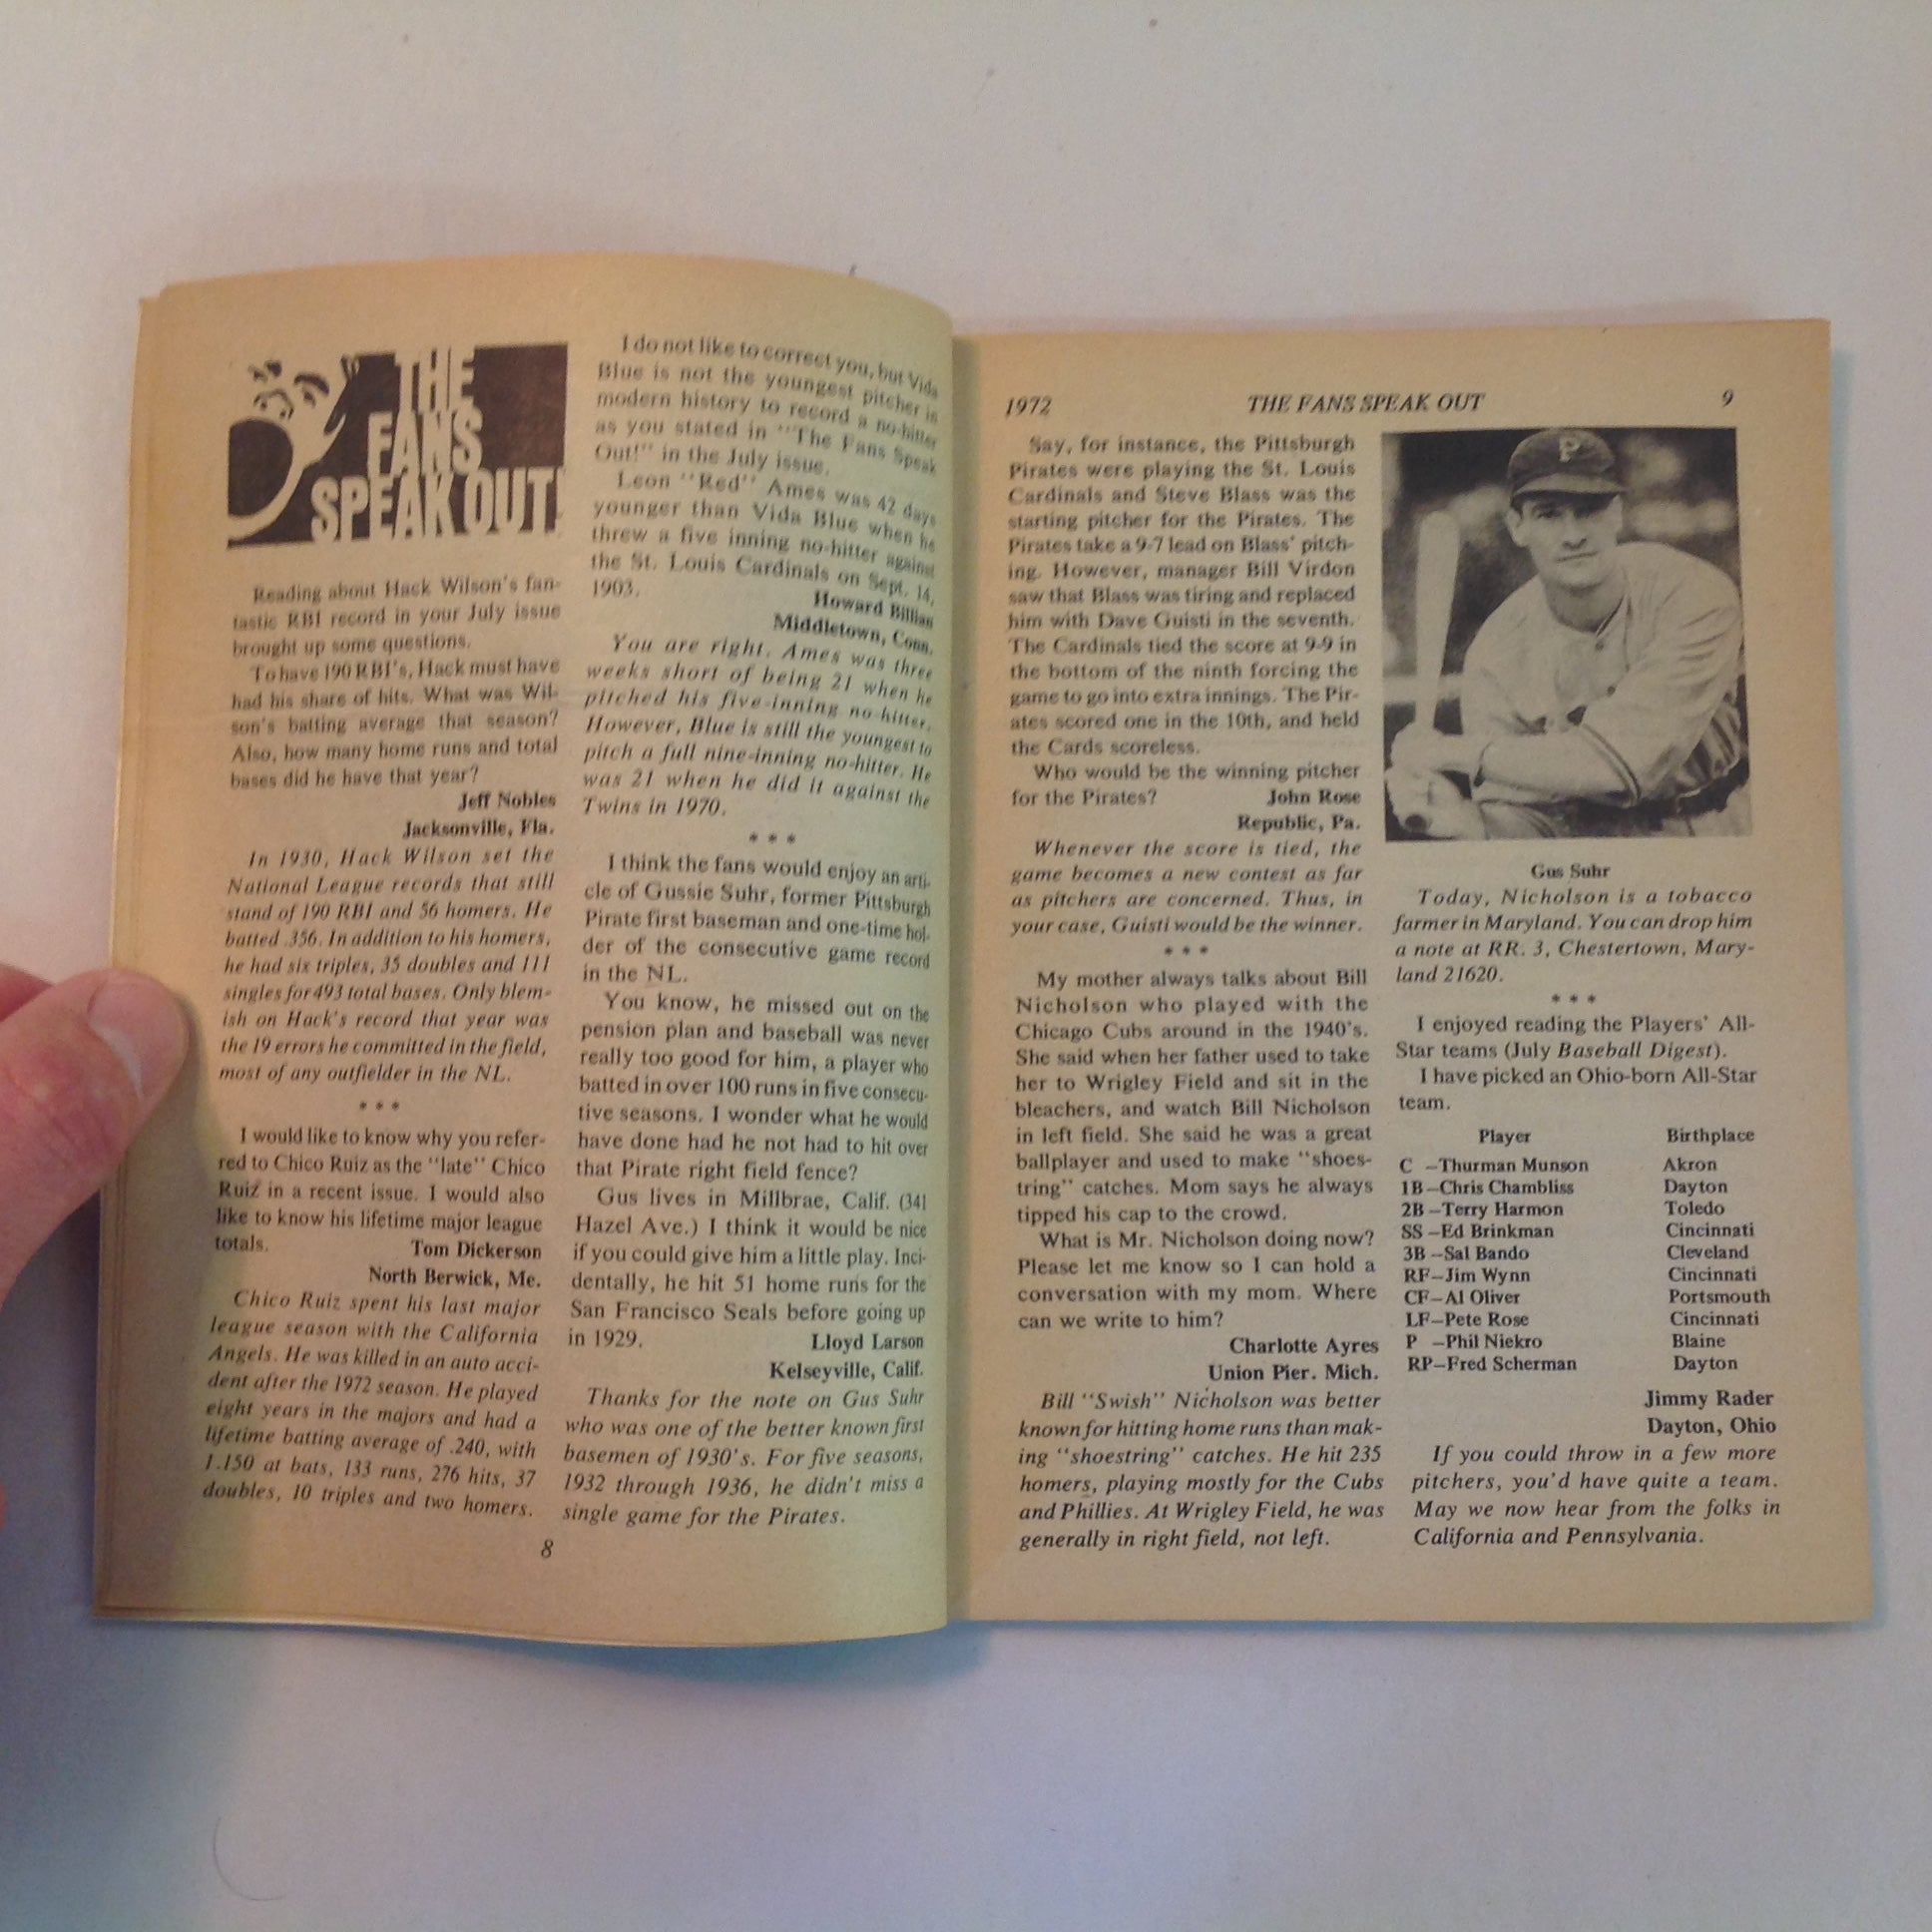 THE
FANS
SPEAK OUT!
Reading about Hack Wilson's fan-
tastic RBI record in your July issue
brought up some questions.
To have 190 RBI's, Hack must have
had his share of hits. What was Wil-
son's batting average that season?
Also, how many home runs and total
bases did he have that year?
Jeff Nobles
Jacksonville, Fla.
In 1930, Hack Wilson set the
National League records that still
stand of 190 RBI and 56 homers. He
batted .356. In addition to his homers,
he had six triples, 35 doubles and 111
singles for 493 total bases. Only blem-
ish on Hack's record that year was
the 19 errors he committed in the field,
most of any outfielder in the NL.
* * *
I would like to know why you refer-
red to Chico Ruiz as the "late" Chico
Ruiz in a recent issue. I would also
like to know his lifetime major league
totals. Tom Dickerson
North Berwick, Me.
Chico Ruiz spent his last major
league season with the California
Angels. He was killed in an auto acci-
dent after the 1972 season. He played
eight years in the majors and had a
lifetime batting average of .240, with
1.150 at bats, 133 runs, 276 hits, 37
doubles, 10 triples and two homers.
I do not like to correct you, but Vida
Blue is not the youngest pitcher in
modern history to record a no-hitter
as you stated in "The Fans Speak
Out!" in the July issue.
Leon "Red" Ames was 42 days
younger than Vida Blue when he
threw a five inning no-hitter against
the St. Louis Cardinals on Sept. 14,
1903.
Howard Billian
Middletown, Conn.
You are right. Ames was three
weeks short of being 21 when he
pitched his five-inning no-hitter.
However, Blue is still the youngest to
pitch a full nine-inning no-hitter. He
was 21 when he did it against the
Twins in 1970.
* * *
I think the fans would enjoy an arti-
cle of Gussie Suhr, former Pittsburgh
Pirate first baseman and one-time hol-
der of the consecutive game record
in the NL.
You know, he missed out on the
pension plan and baseball was never
really too good for him, a player who
batted in over 100 runs in five consecu-
tive seasons. I wonder what he would
have done had he not had to hit over
that Pirate right field fence?
Gus lives in Millbrae, Calif. (341
Hazel Ave.) I think it would be nice
if you could give him a little play. Inci-
dentally, he hit 51 home runs for the
San Francisco Seals before going up
in 1929. Lloyd Larson
Kelseyville, Calif.
Thanks for the note on Gus Suhr
who was one of the better known first
basemen of 1930's. For five seasons,
1932 through 1936, he didn't miss a
single game for the Pirates.
8
1972 THE FANS SPEAK OUT 9
Say, for instance, the Pittsburgh
Pirates were playing the St. Louis
Cardinals and Steve Blass was the
starting pitcher for the Pirates. The
Pirates take a 9-7 lead on Blass' pitch-
ing. However, manager Bill Virdon
saw that Blass was tiring and replaced
him with Dave Guisti in the seventh.
The Cardinals tied the score at 9-9 in
the bottom of the ninth forcing the
game to go into extra innings. The Pir-
ates scored one in the 10th, and held
the Cards scoreless.
Who would be the winning pitcher
for the Pirates? John Rose
Republic, Pa.
Whenever the score is tied, the
game becomes a new contest as far
as pitchers are concerned. Thus, in
your case, Guisti would be the winner.
* * *
My mother always talks about Bill
Nicholson who played with the
Chicago Cubs around in the 1940's.
She said when her father used to take
her to Wrigley Field and sit in the
bleachers, and watch Bill Nicholson
in left field. She said he was a great
ballplayer and used to make "shoes-
tring" catches. Mom says he always
tipped his cap to the crowd.
What is Mr. Nicholson doing now?
Please let me know so I can hold a
conversation with my mom. Where
can we write to him?
Charlotte Ayres
Union Pier. Mich.
Bill "Swish" Nicholson was better
known for hitting home runs than mak-
ing "shoestring" catches. He hit 235
homers, playing mostly for the Cubs
and Phillies. At Wrigley Field, he was
generally in right field, not left.
P
Gus Suhr
Today, Nicholson is a tobacco
farmer in Maryland. You can drop him
a note at RR. 3, Chestertown, Mary-
land 21620.
* * *
I enjoyed reading the Players' All-
Star teams (July Baseball Digest).
I have picked an Ohio-born All-Star
team.
Player Birthplace
C –Thurman Munson Akron
1B–Chris Chambliss Dayton
2B–Terry Harmon Toledo
SS–Ed Brinkman Cincinnati
3B–Sal Bando Cleveland
RF–Jim Wynn Cincinnati
CF–Al Oliver Portsmouth
LF–Pete Rose Cincinnati
P –Phil Niekro Blaine
RP–Fred Scherman Dayton
Jimmy Rader
Dayton, Ohio
If you could throw in a few more
pitchers, you'd have quite a team.
May we now hear from the folks in
California and Pennsylvania.